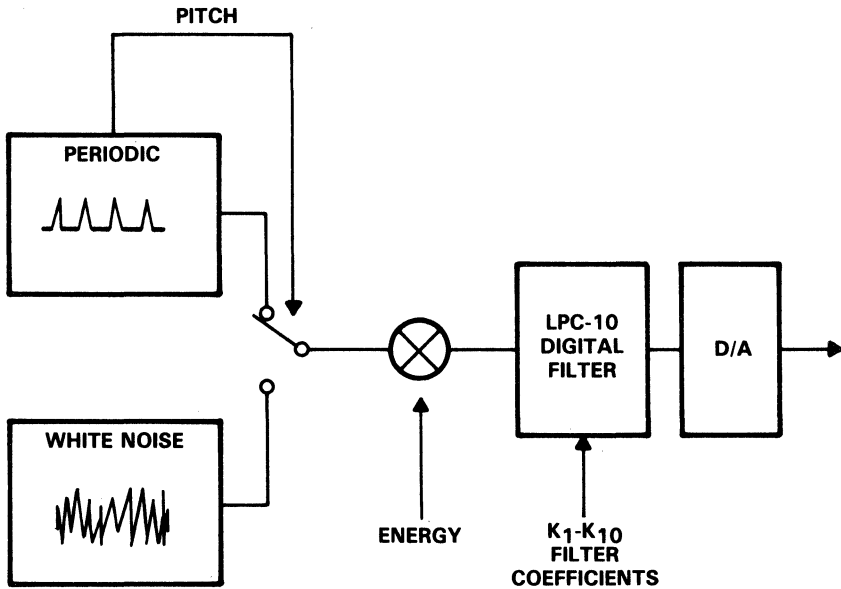 PITCH
PERIODIC
WHITE NOISE
ENERGY
LPC-10
DIGITAL
FILTER
K1-K10
FILTER
COEFFICIENTS
D/A